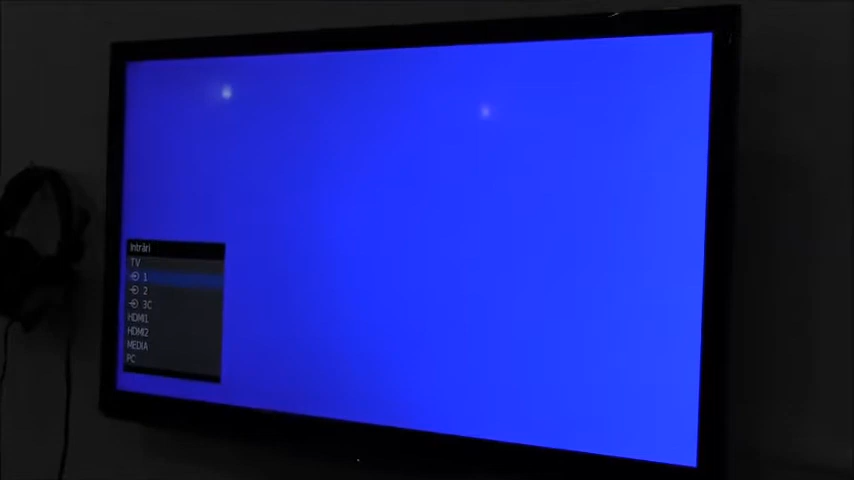 Intrări
TV
1
2
3C
HDMI1
HDMI2
MEDIA
PC